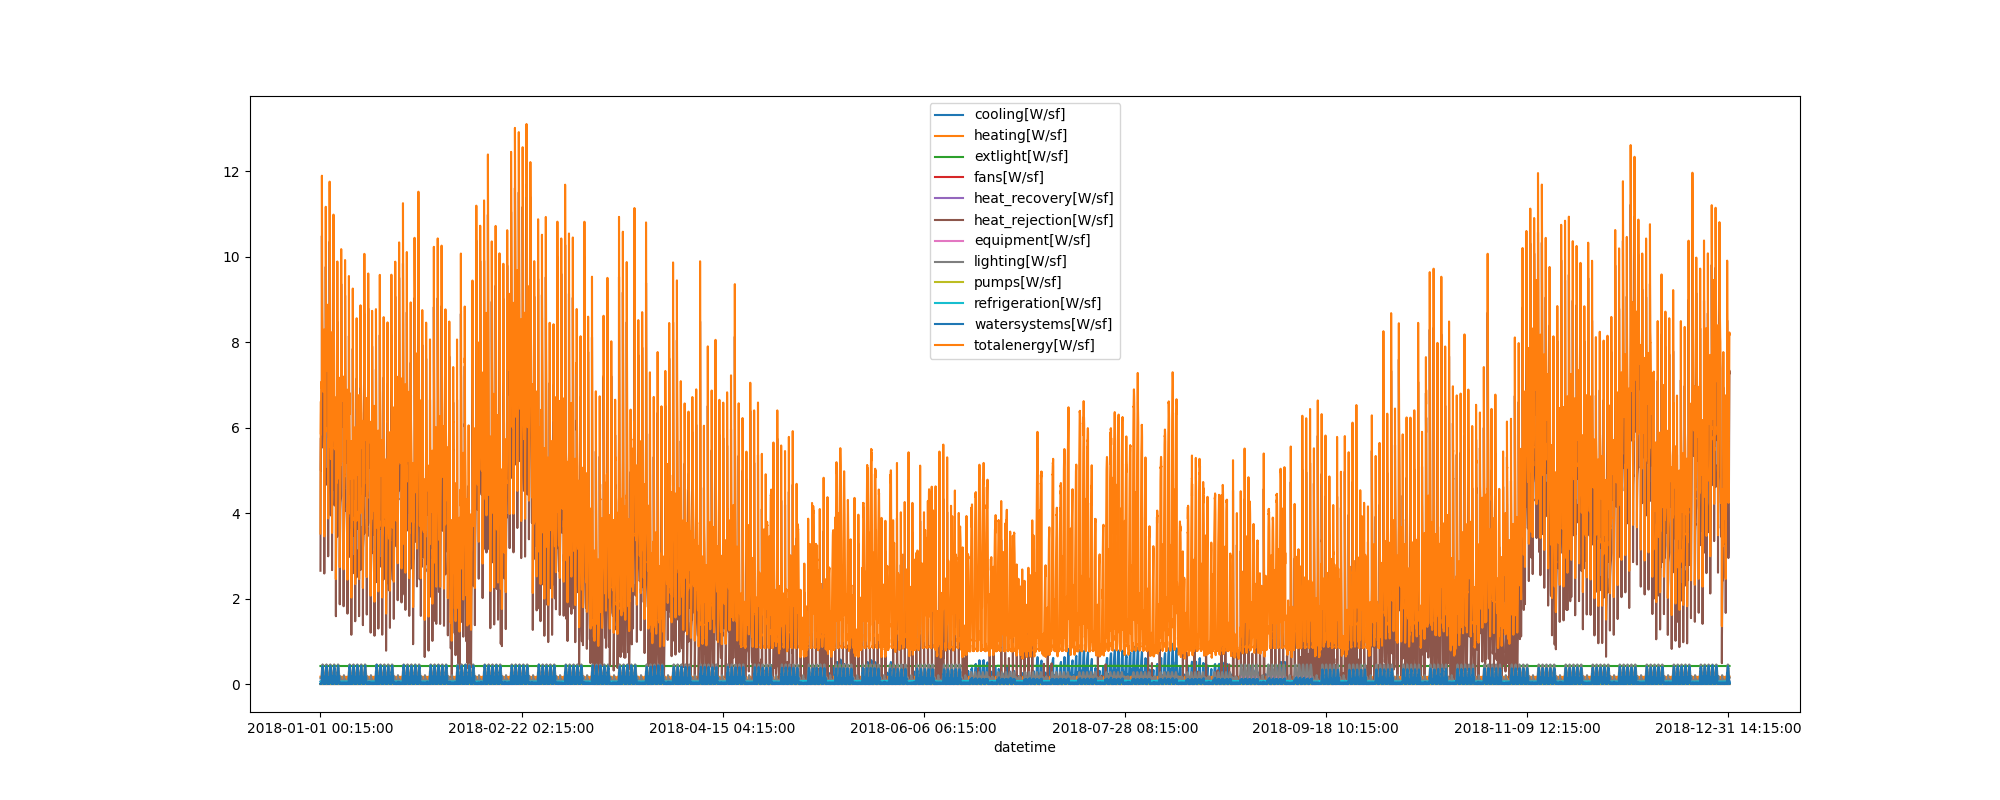 cooling[W/sf]
heating[W/sf]
extlight[W/sf]
fans[W/sf]
heat_recovery[W/sf]
heat_rejection[W/sf]
equipment[W/sf]
lighting[W/sf]
pumps[W/sf]
refrigeration[W/sf]
watersystems[W/sf]
totalenergy[W/sf]
12
10
8
6
4
2
0
2018-01-01 00:15:00 2018-02-22 02:15:00 2018-04-15 04:15:00 2018-06-06 06:15:00 2018-07-28 08:15:00 2018-09-18 10:15:00 2018-11-09 12:15:00 2018-12-31 14:15:00
datetime